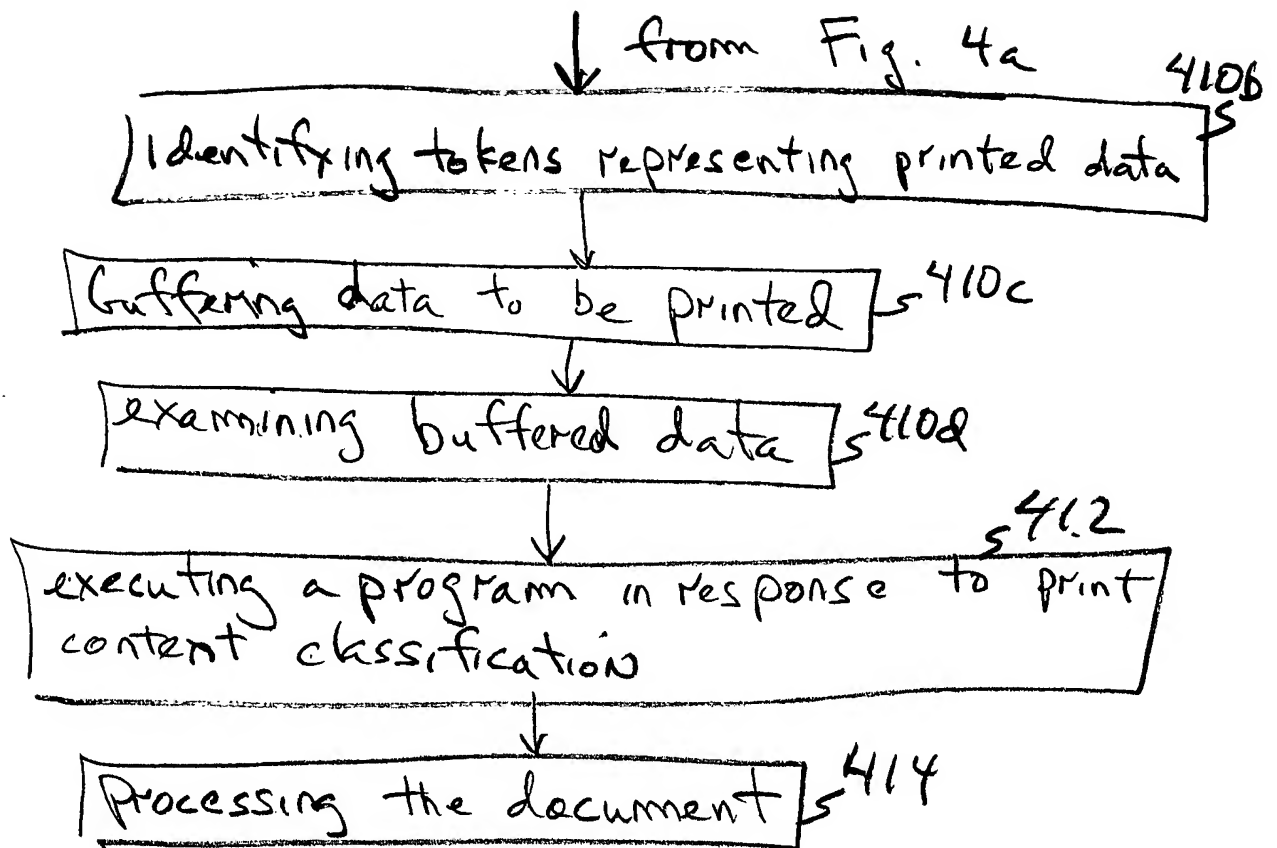 from Fig. 4a
410b
Identifying tokens representing printed data
buffering data to be printed
410c
examining buffered data
410d
412
executing a program in response to print
content classification
processing the document
414